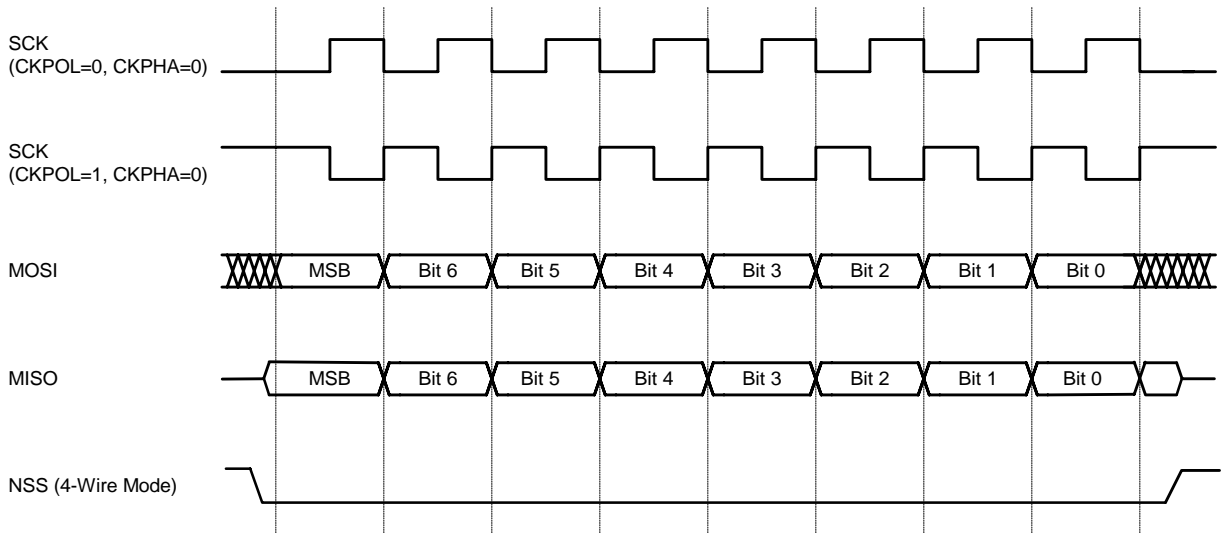 SCK
(CKPOL=0, CKPHA=0)
SCK
(CKPOL=1, CKPHA=0)
MOSI
MSB Bit 6 Bit 5 Bit 4 Bit 3 Bit 2 Bit 1 Bit 0
MISO
MSB Bit 6 Bit 5 Bit 4 Bit 3 Bit 2 Bit 1 Bit 0
NSS (4-Wire Mode)